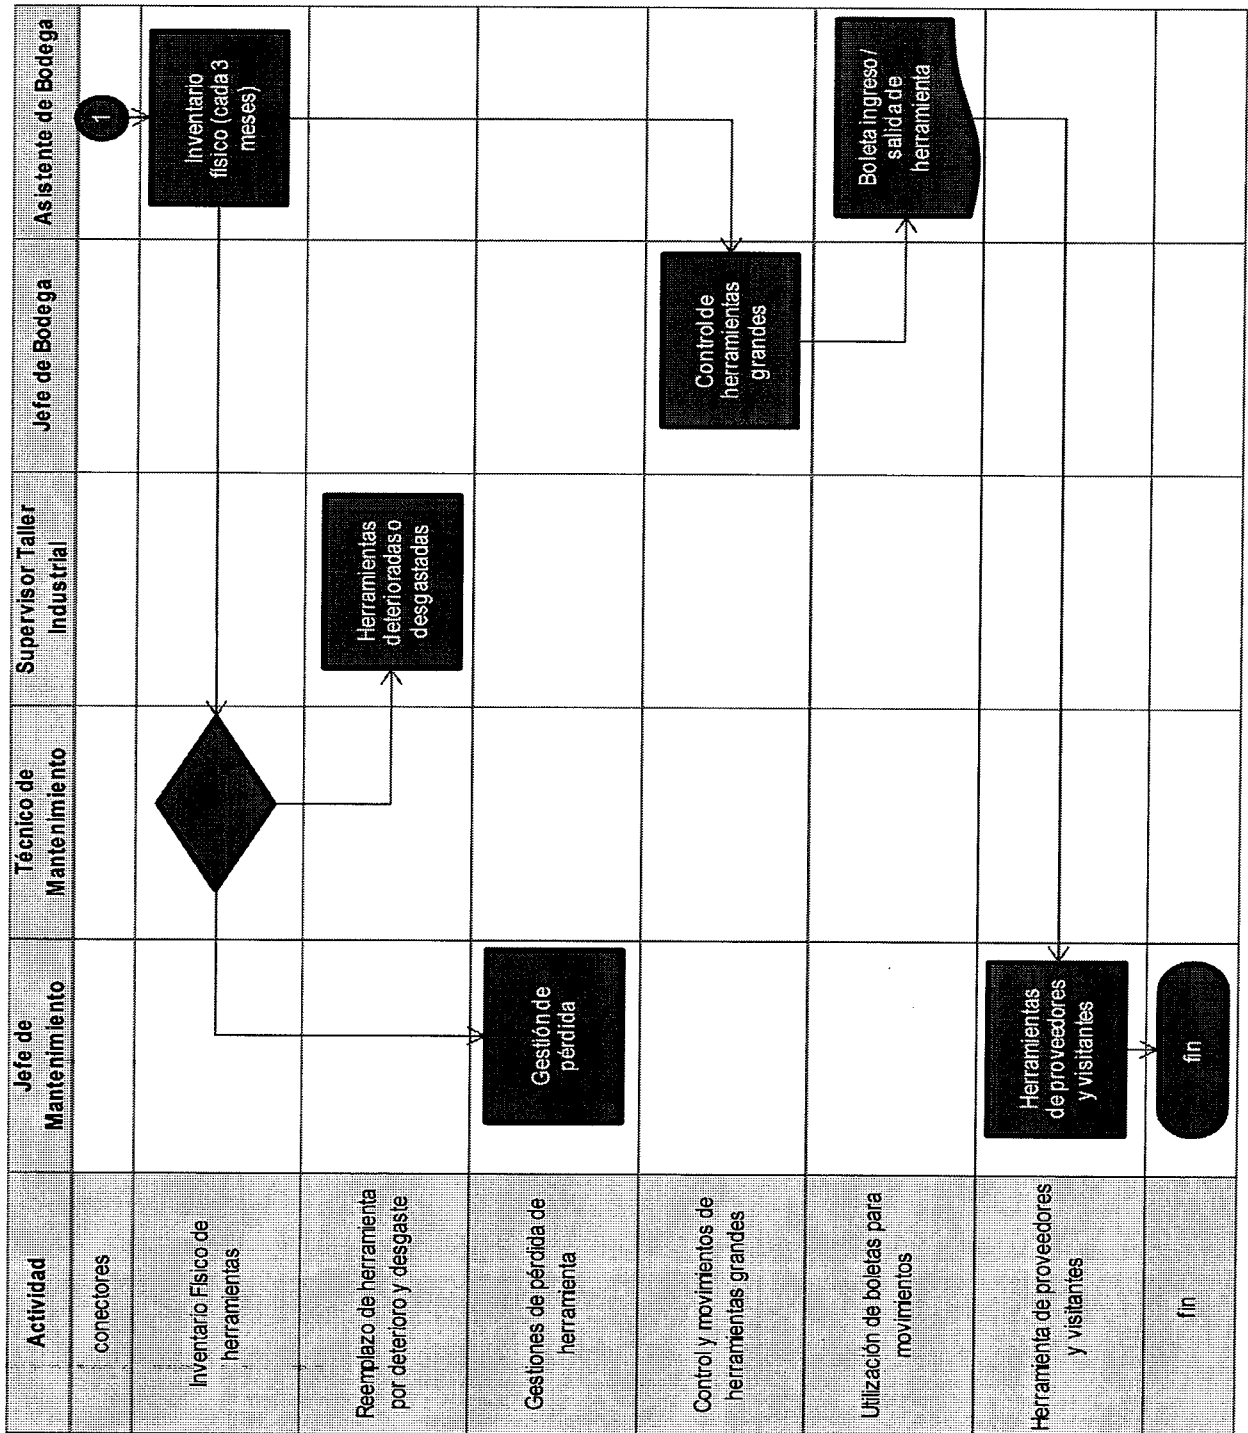 Actividad
Jefe de
Mantenimiento
Técnico de
Mantenimiento
Supervisor Taller
Industrial
Jefe de Bodega
Asistente de Bodega
conectores
1
Inventario Físico de
herramientas
Inventario
físico (cada 3
meses)
Reemplazo de herramienta
por deterioro y desgaste
Herramientas
deterioradas o
desgastadas
Gestiones de pérdida de
herramienta
Gestión de
pérdida
Control y movimientos de
herramientas grandes
Control de
herramientas
grandes
Utilización de boletas para
movimientos
Boleta ingreso /
salida de
herramienta
Herramienta de proveedores
y visitantes
Herramientas
de proveedores
y visitantes
fin
fin